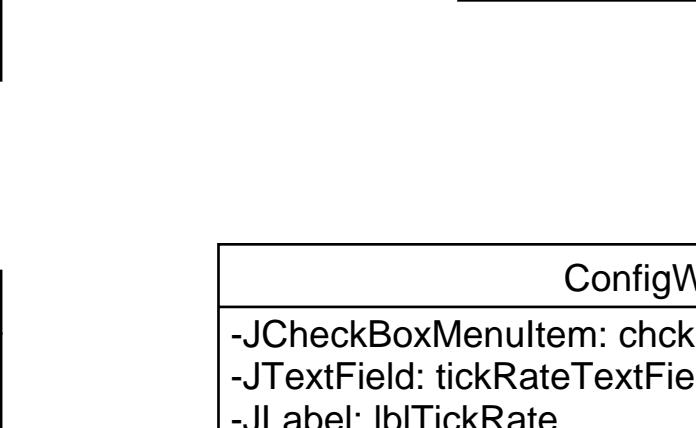 ConfigW
-JCheckBoxMenuItem: chck
-JTextField: tickRateTextFie
-JLabel: lblTickRate